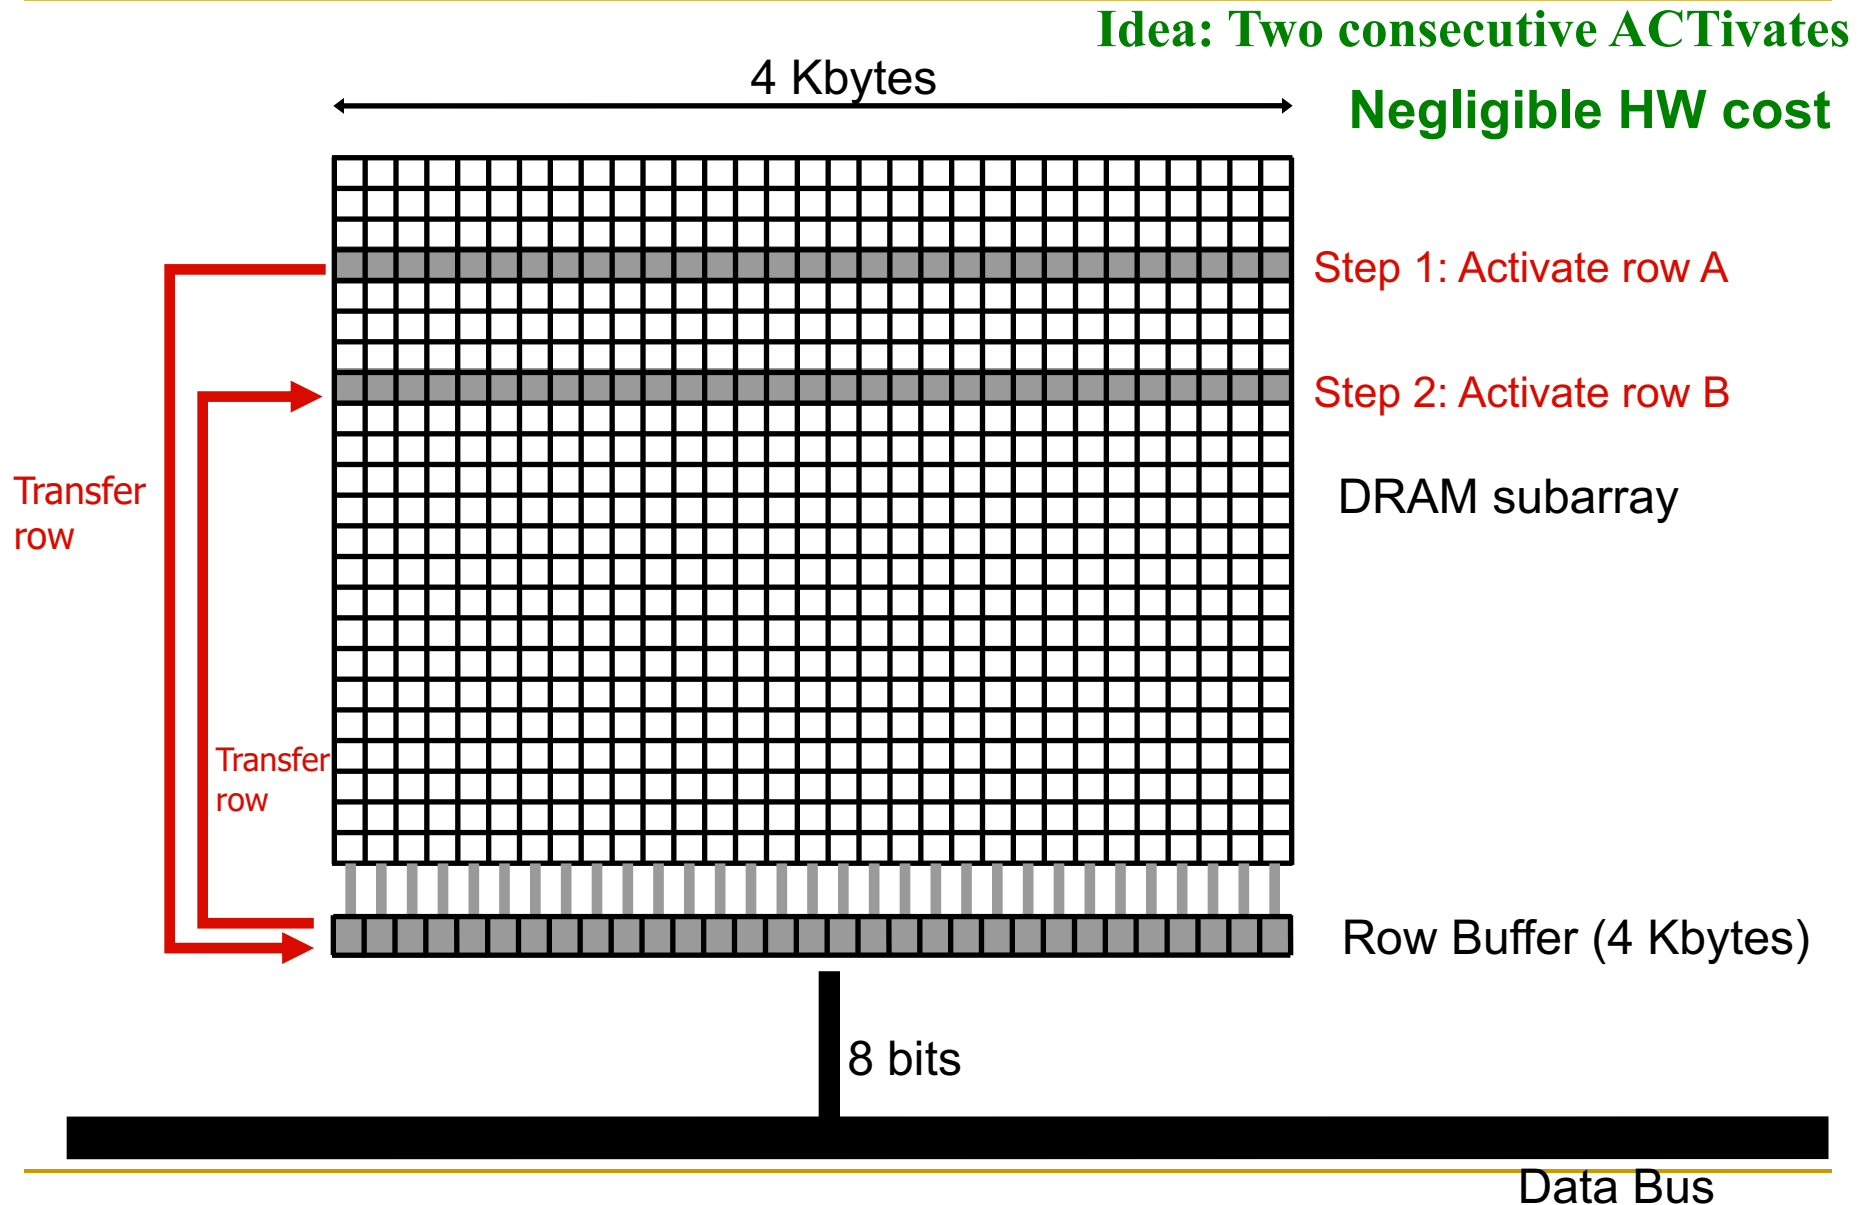 Idea: Two consecutive ACTivates
4 Kbytes
Negligible HW cost
Step 1: Activate row A
Step 2: Activate row B
Transfer
row
DRAM subarray
Transfer
row
Row Buffer (4 Kbytes)
8 bits
Data Bus